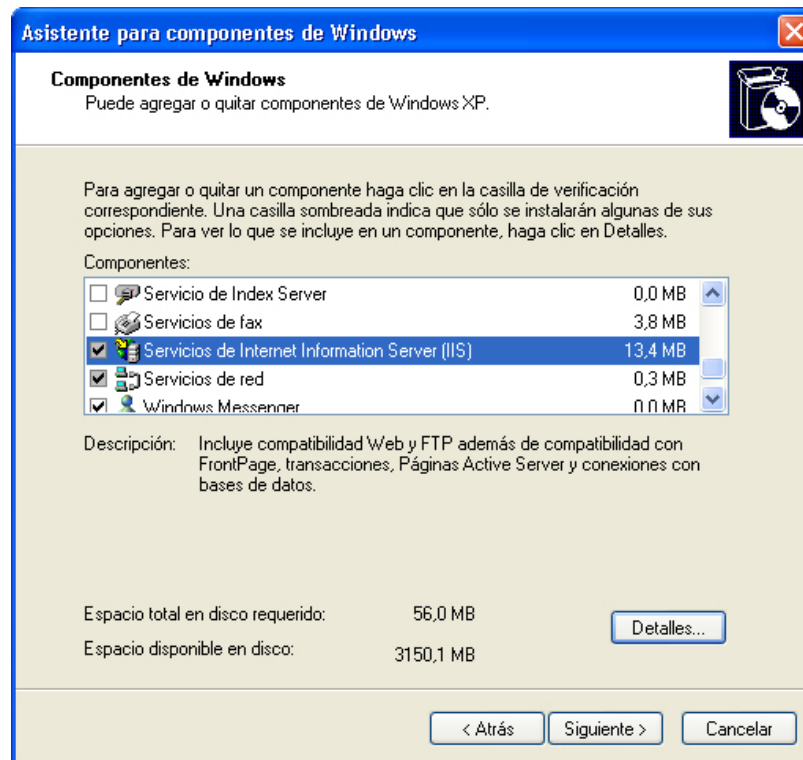 Asistente para componentes de Windows
Componentes de Windows
Puede agregar o quitar componentes de Windows XP.
Para agregar o quitar un componente haga clic en la casilla de verificación
correspondiente. Una casilla sombreada indica que sólo se instalarán algunas de sus
opciones. Para ver lo que se incluye en un componente, haga clic en Detalles.
Componentes:
Servicio de Index Server 0,0 MB
Servicios de fax 3,8 MB
Servicios de Internet Information Server (IIS) 13,4 MB
Servicios de red 0,3 MB
Windows Messenger 0,0 MB
Descripción: Incluye compatibilidad Web y FTP además de compatibilidad con
FrontPage, transacciones, Páginas Active Server y conexiones con
bases de datos.
Espacio total en disco requerido: 56,0 MB
Detalles...
Espacio disponible en disco: 3150,1 MB
< Atrás Siguiente > Cancelar